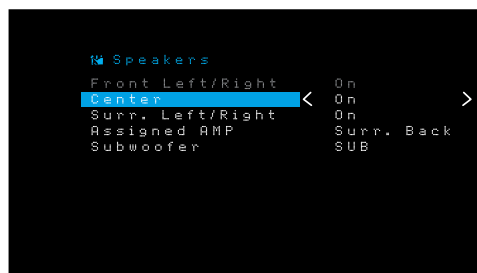 Speakers
Front Left/Right On
Center < On >
Surr. Left/Right On
Assigned AMP Surr. Back
Subwoofer SUB